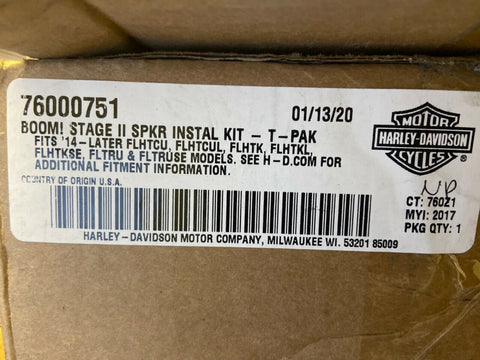 76000751
01/13/20
BOOM! STAGE II SPKR INSTAL KIT – T-PAK
FITS '14-LATER FLHTCU, FLHTCUL, FLHTK, FLHTKL,
FLHTKSE, FLTRU & FLTRUSE MODELS. SEE H-D.COM FOR
ADDITIONAL FITMENT INFORMATION.
COUNTRY OF ORIGIN U.S.A.
HARLEY-DAVIDSON MOTOR COMPANY, MILWAUKEE WI. 53201 85009
MOTOR
HARLEY-DAVIDSON
CYCLES
NP
CT: 76021
MYI: 2017
PKG QTY: 1